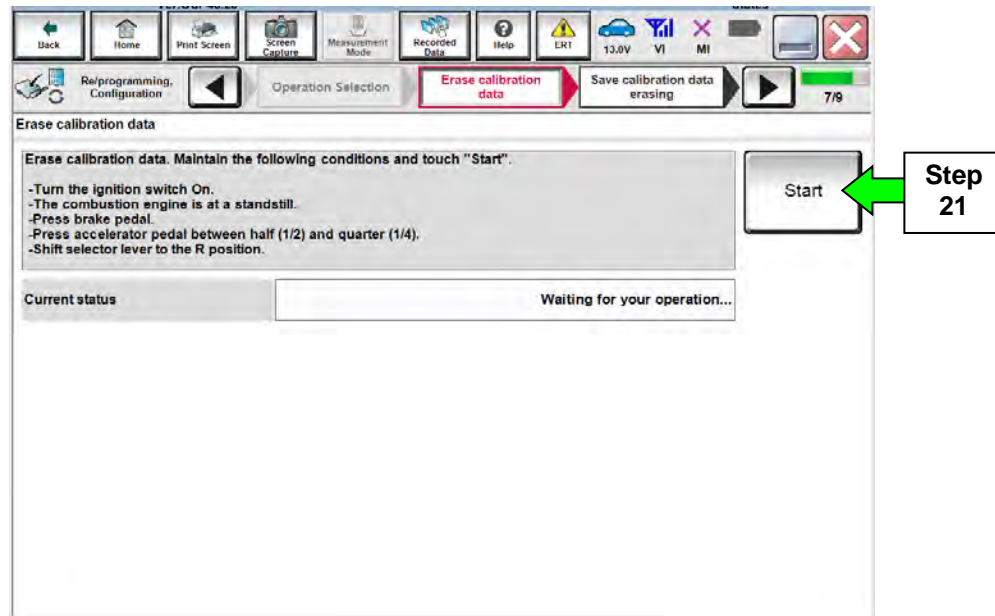 Back
Home
Print Screen
Screen
Capture
Measurement
Mode
Recorded
Data
Help
ERT
13.0V
VI
MI
Re/programming,
Configuration
Operation Selection
Erase calibration
data
Save calibration data
erasing
7/9
Erase calibration data
Erase calibration data. Maintain the following conditions and touch "Start".
-Turn the ignition switch On.
-The combustion engine is at a standstill.
-Press brake pedal.
-Press accelerator pedal between half (1/2) and quarter (1/4).
-Shift selector lever to the R position.
Start
Step
21
Current status
Waiting for your operation...